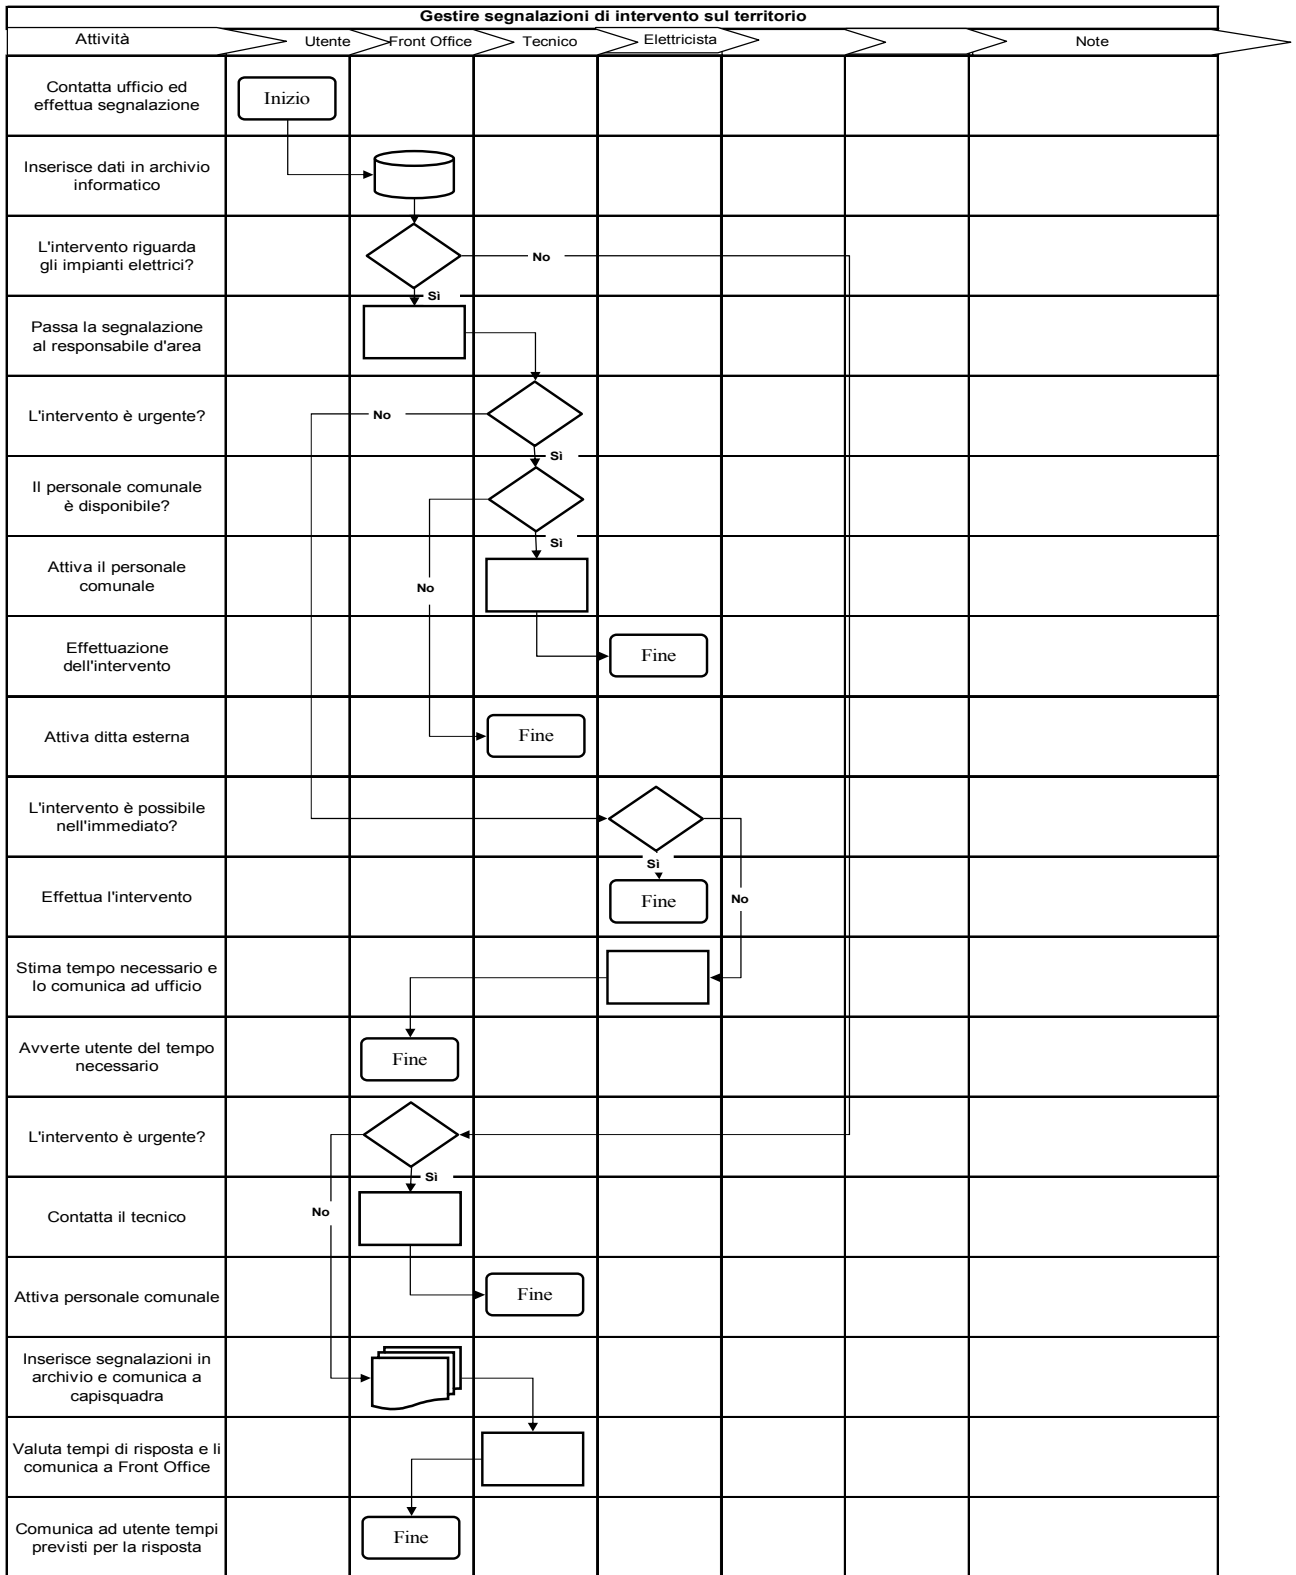 Gestire segnalazioni di intervento sul territorio
Attività
Utente
Front Office
Tecnico
Elettricista
Note
Contatta ufficio ed
effettua segnalazione
Inizio
Inserisce dati in archivio
informatico
L'intervento riguarda
gli impianti elettrici?
No
Sì
Passa la segnalazione
al responsabile d'area
L'intervento è urgente?
No
Sì
Il personale comunale
è disponibile?
Sì
Attiva il personale
comunale
No
Effettuazione
dell'intervento
Fine
Attiva ditta esterna
Fine
L'intervento è possibile
nell'immediato?
Sì
Effettua l'intervento
Fine
No
Stima tempo necessario e
lo comunica ad ufficio
Avverte utente del tempo
necessario
Fine
L'intervento è urgente?
Sì
Contatta il tecnico
No
Attiva personale comunale
Fine
Inserisce segnalazioni in
archivio e comunica a
capisquadra
Valuta tempi di risposta e li
comunica a Front Office
Comunica ad utente tempi
previsti per la risposta
Fine